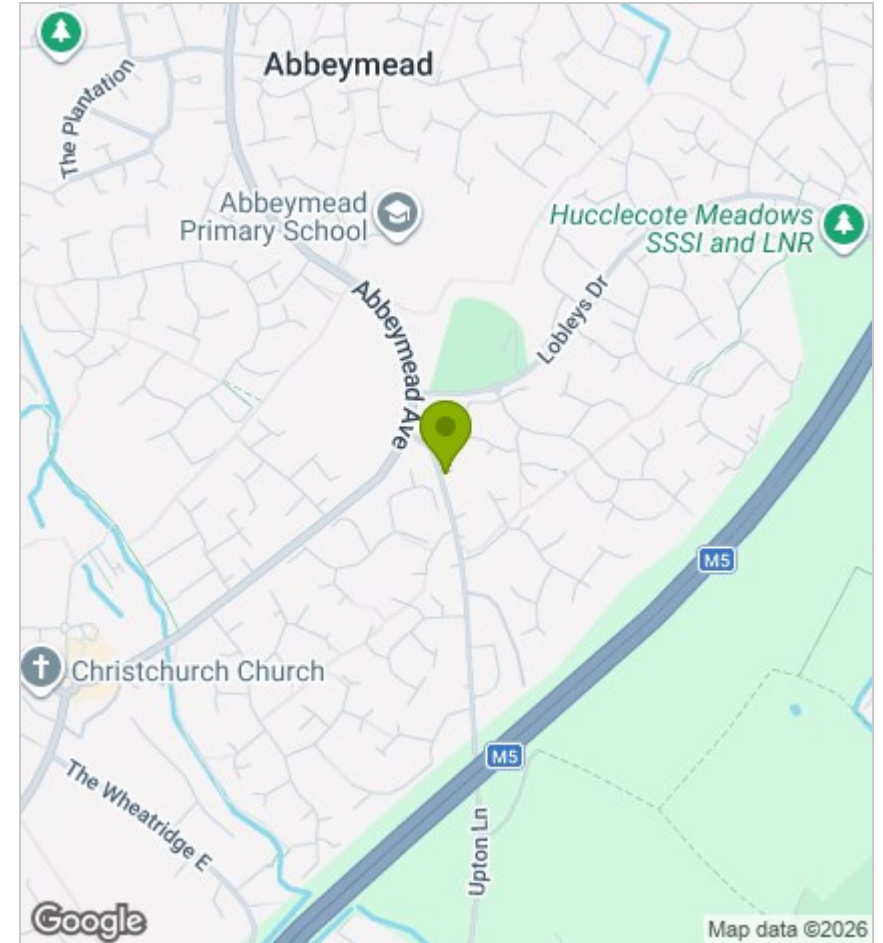 Abbeymead
The Plantation
Abbeymead
Primary School
Hucclecote Meadows
SSSI and LNR
Abbeymead Ave
Lobleys Dr
M5
Christchurch Church
M5
The Wheatridge E
Upton Ln
Google
Map data ©2026